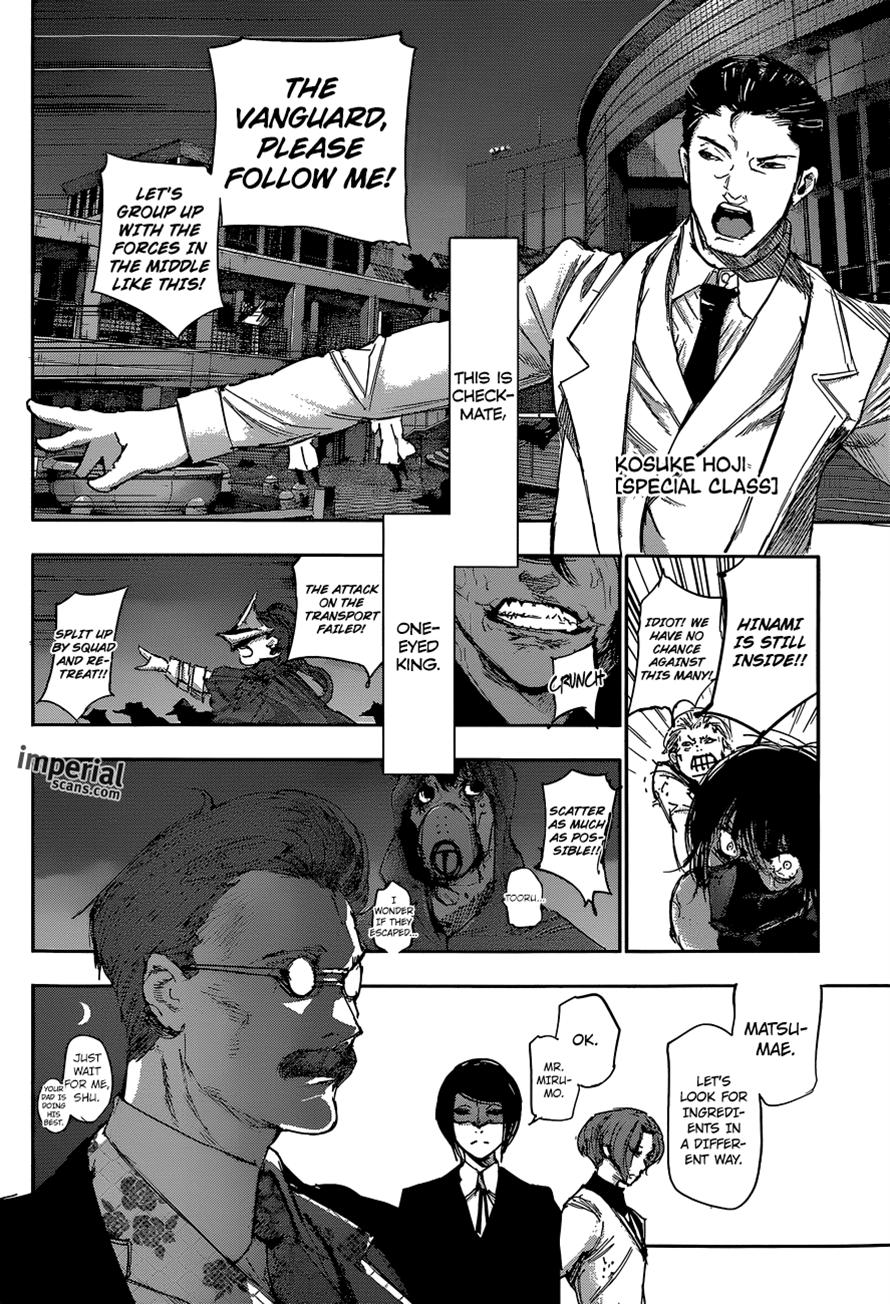 THE
VANGUARD,
PLEASE
FOLLOW ME!
LET'S
GROUP UP
WITH THE
FORCES IN
THE MIDDLE
LIKE THIS!
THIS IS
CHECK-
MATE,
KOSUKE HOJI
[SPECIAL CLASS]
ONE-
EYED
KING.
HINAMI
IS STILL
INSIDE!!
IDIOT! WE
HAVE NO
CHANCE
AGAINST
THIS MANY!
CRUNCH
THE ATTACK
ON THE
TRANSPORT
FAILED!
SPLIT UP
BY SQUAD
AND RE-
TREAT!!
imperial
scans.com
SCATTER
AS MUCH
AS POS-
SIBLE!!
TOORU...
I
WONDER
IF THEY
ESCAPED...
T
MATSU-
MAE.
LET'S
LOOK FOR
INGREDI-
ENTS IN
A DIFFER-
ENT WAY.
OK.
MR.
MIRU-
MO.
JUST
WAIT
FOR ME,
SHU.
YOUR
DAD IS
DOING
HIS
BEST.